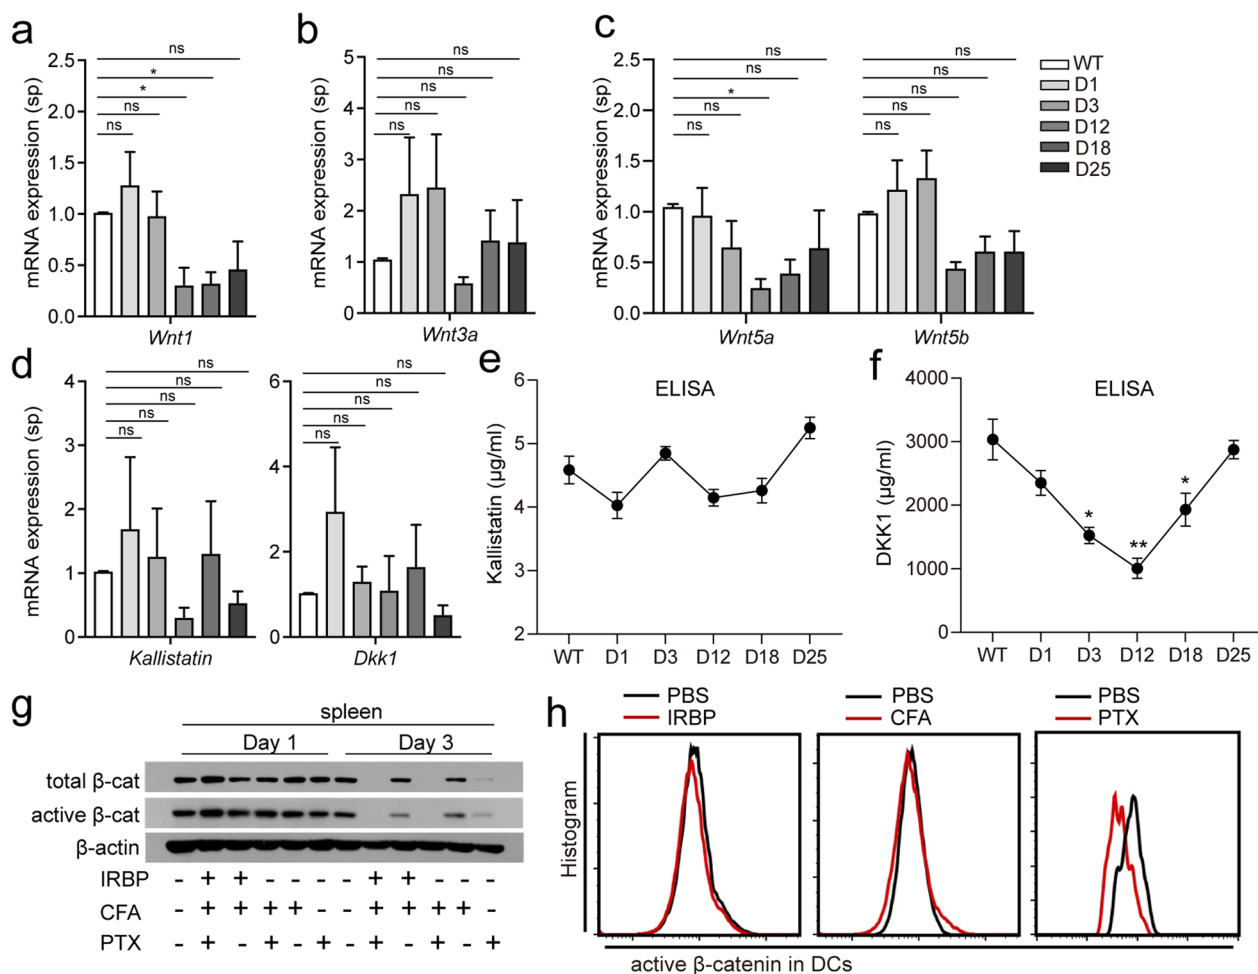 a
mRNA expression (sp)
2.5
2.0
1.5
1.0
0.5
0.0
ns
*
*
ns
ns
Wnt1
b
mRNA expression (sp)
5
4
3
2
1
0
ns
ns
ns
ns
ns
Wnt3a
c
mRNA expression (sp)
2.5
2.0
1.5
1.0
0.5
0.0
ns
ns
*
ns
ns
Wnt5a
ns
ns
ns
ns
ns
Wnt5b
WT
D1
D3
D12
D18
D25
d
mRNA expression (sp)
4
3
2
1
0
ns
ns
ns
ns
ns
Kallistatin
6
4
2
0
ns
ns
ns
ns
ns
Dkk1
e
ELISA
Kallistatin (µg/ml)
6
5
4
3
2
WT D1 D3 D12 D18 D25
f
ELISA
DKK1 (µg/ml)
4000
3000
2000
1000
0
*
**
*
WT D1 D3 D12 D18 D25
g
spleen
Day 1 Day 3
total β-cat
active β-cat
β-actin
IRBP - + + - - - - + + - - -
CFA - + + + + - - + + + + -
PTX - + - + - + - + - + - +
h
PBS
IRBP
PBS
CFA
PBS
PTX
Histogram
active β-catenin in DCs